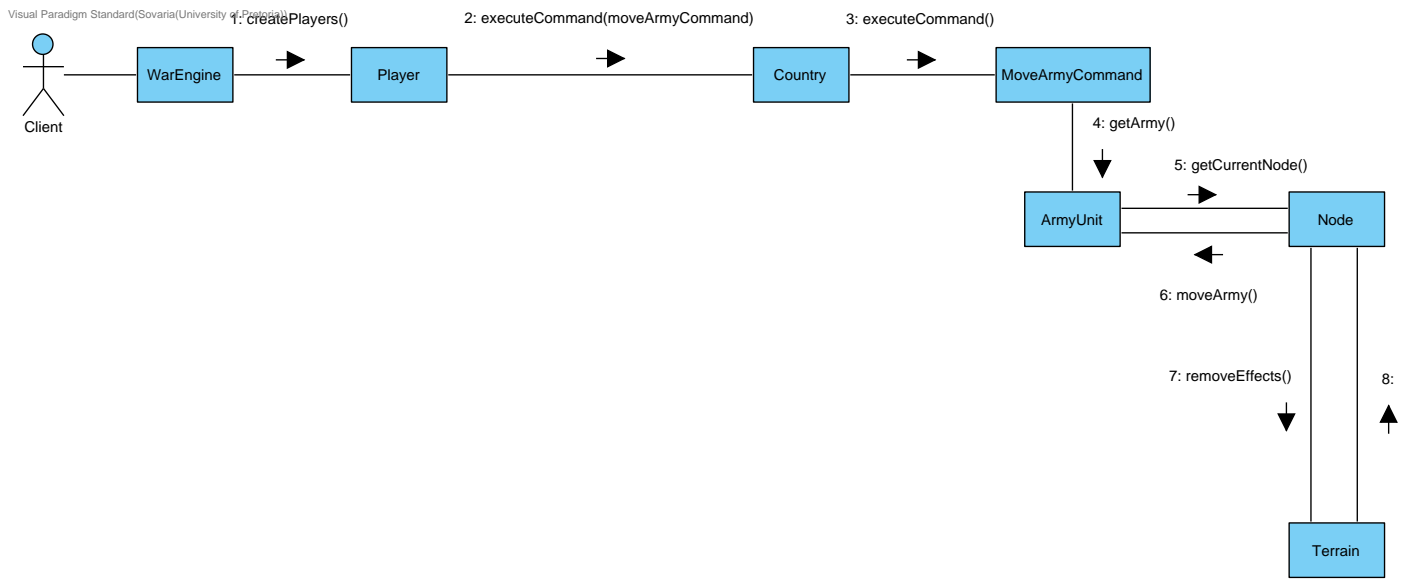 Visual Paradigm Standard(Sovaria(University of Pretoria))
1: createPlayers()
2: executeCommand(moveArmyCommand)
3: executeCommand()
WarEngine
Player
Country
MoveArmyCommand
Client
4: getArmy()
5: getCurrentNode()
ArmyUnit
Node
6: moveArmy()
7: removeEffects()
8:
Terrain